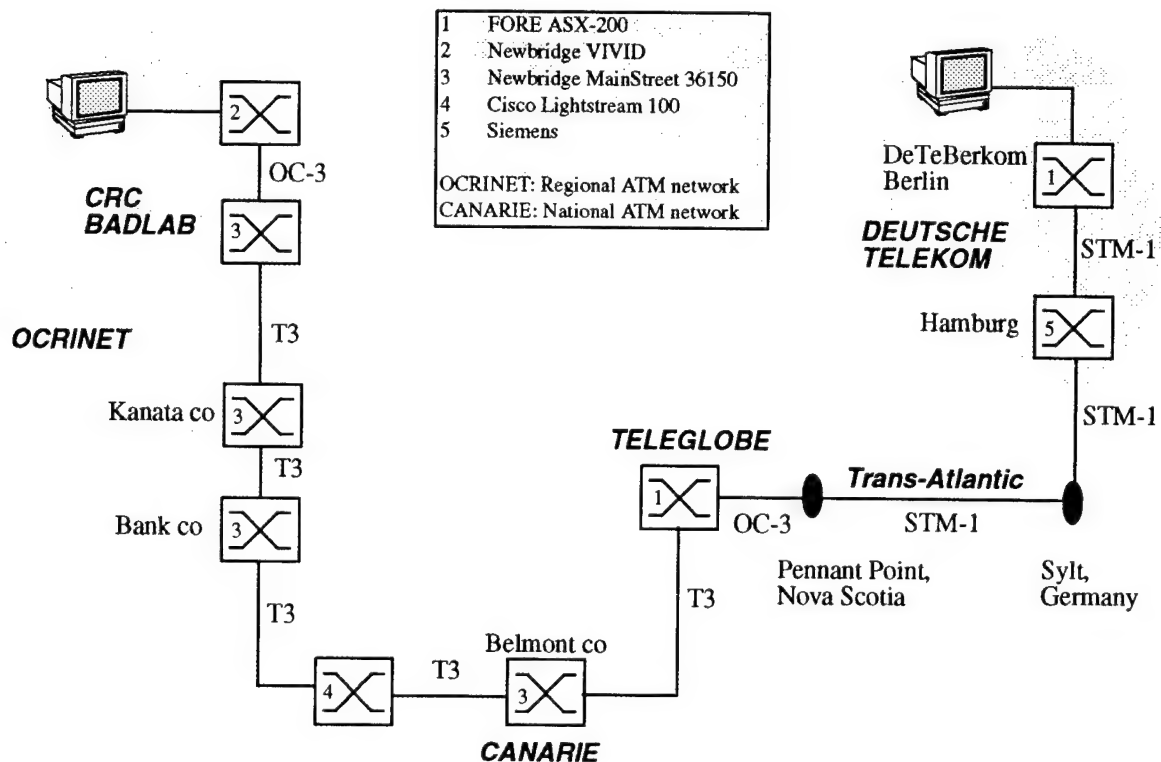 1 FORE ASX-200
2 Newbridge VIVID
3 Newbridge MainStreet 36150
4 Cisco Lightstream 100
5 Siemens
OCRINET: Regional ATM network
CANARIE: National ATM network
2
OC-3
CRC
BADLAB
3
T3
OCRINET
Kanata co
3
T3
Bank co
3
T3
4
T3
Belmont co
3
CANARIE
T3
TELEGLOBE
1
OC-3
Trans-Atlantic
STM-1
Pennant Point,
Nova Scotia
Sylt,
Germany
STM-1
Hamburg
5
STM-1
DEUTSCHE
TELEKOM
DeTeBerkom
Berlin
1